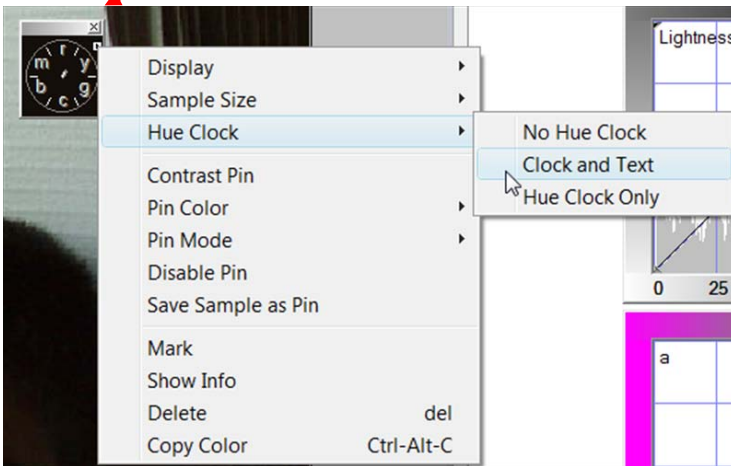 r
m y
b g
c
Display
Sample Size
Hue Clock
No Hue Clock
Clock and Text
Hue Clock Only
Contrast Pin
Pin Color
Pin Mode
Disable Pin
Save Sample as Pin
Mark
Show Info
Delete del
Copy Color Ctrl-Alt-C
Lightness
0 25
a